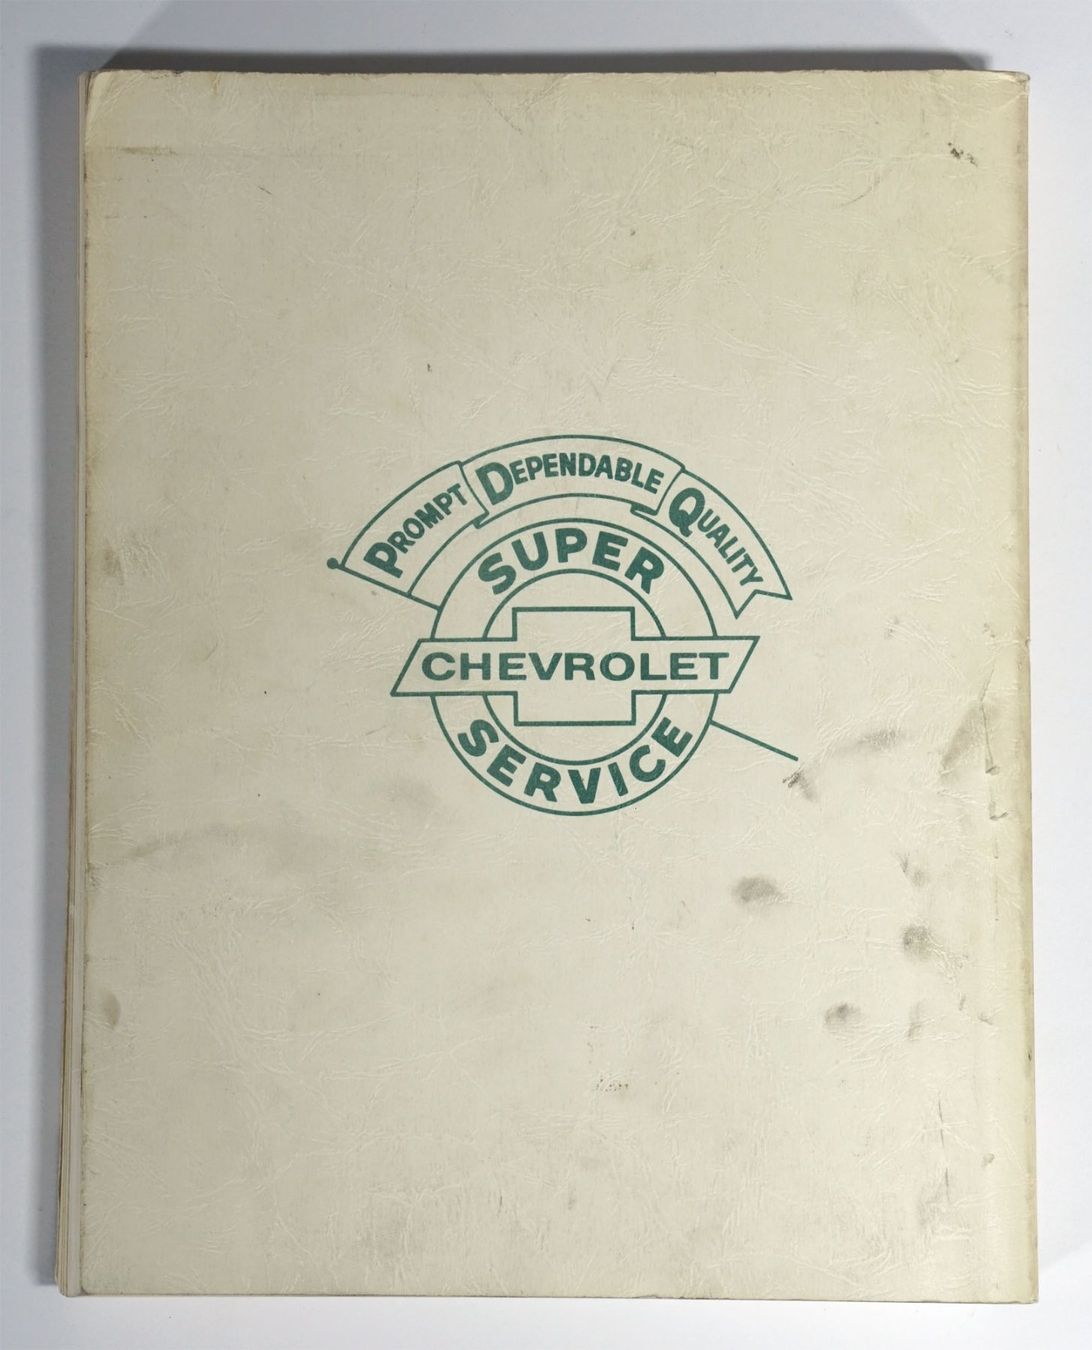 PROMPT DEPENDABLE QUALITY
SUPER
CHEVROLET
SERVICE